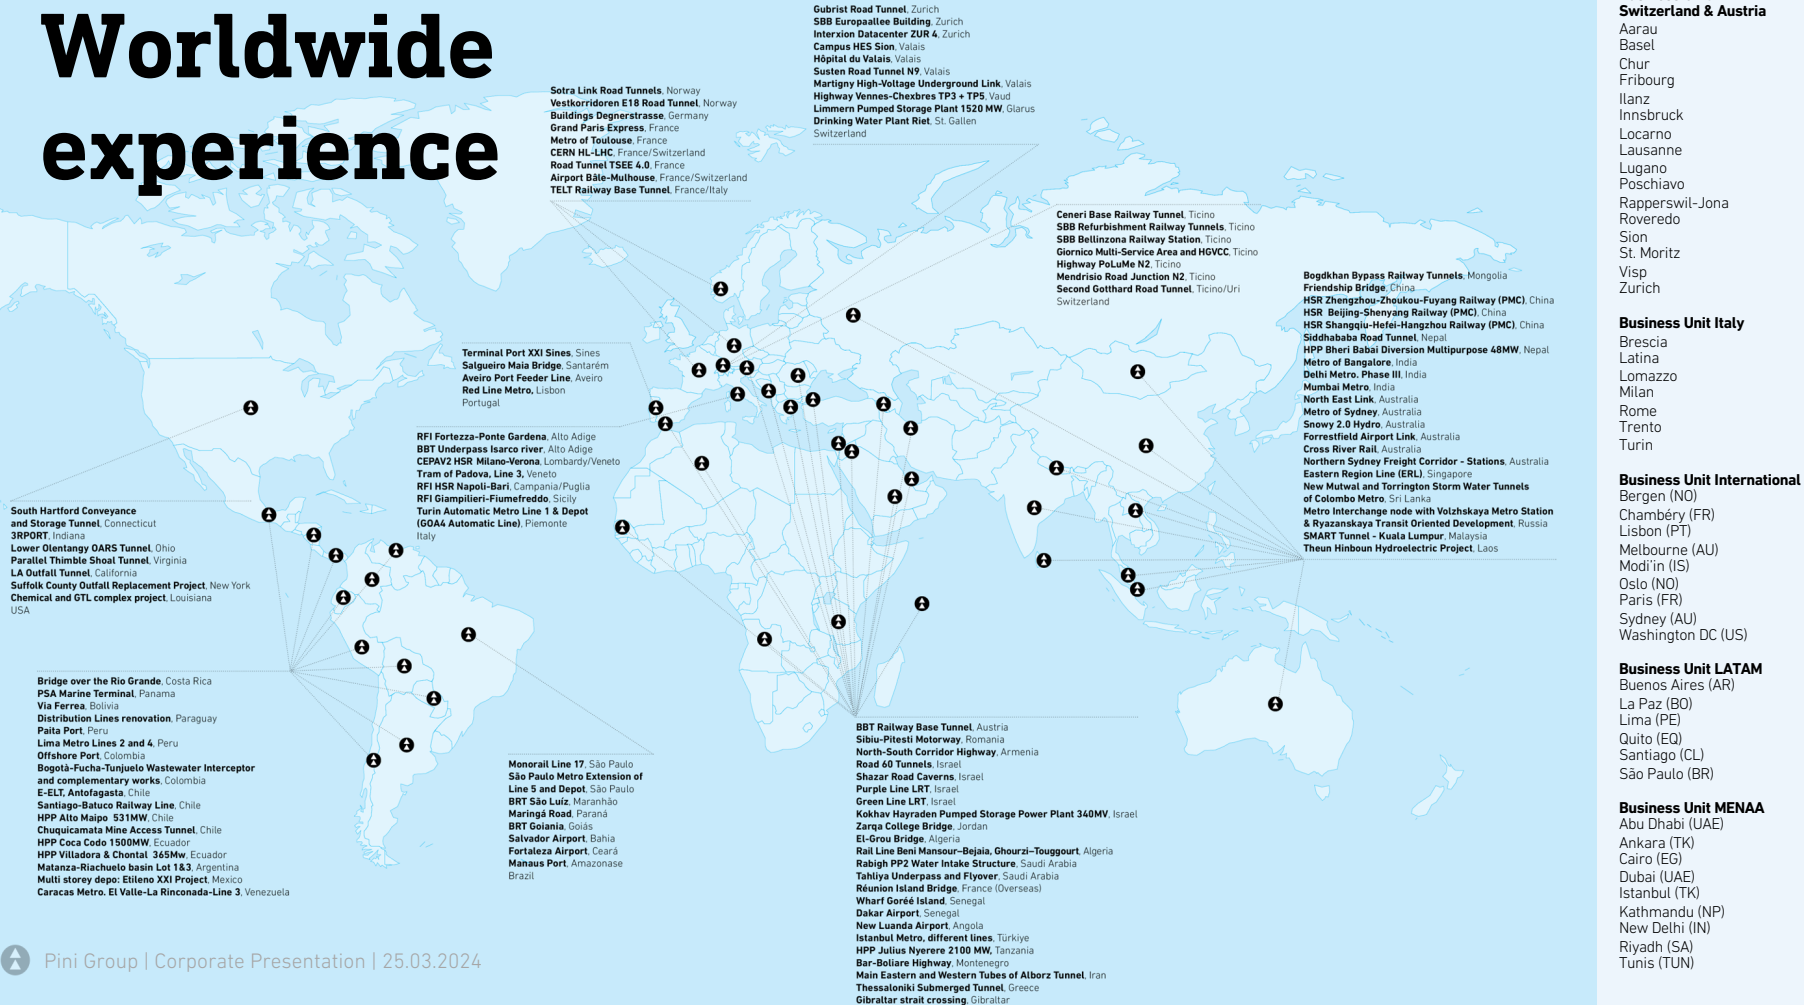 Worldwide
experience
Gubrist Road Tunnel, Zurich
SBB Europaallee Building, Zurich
Interxion Datacenter ZUR 4, Zurich
Campus HES Sion, Valais
Hôpital du Valais, Valais
Susten Road Tunnel N9, Valais
Martigny High-Voltage Underground Link, Valais
Highway Vennes-Chexbres TP3 + TP5, Vaud
Limmern Pumped Storage Plant 1520 MW, Glarus
Drinking Water Plant Riet, St. Gallen
Switzerland
Sotra Link Road Tunnels, Norway
Vestkorridoren E18 Road Tunnel, Norway
Buildings Degnerstrasse, Germany
Grand Paris Express, France
Metro of Toulouse, France
CERN HL-LHC, France/Switzerland
Road Tunnel TSEE 4.0, France
Airport Bâle-Mulhouse, France/Switzerland
TELT Railway Base Tunnel, France/Italy
Ceneri Base Railway Tunnel, Ticino
SBB Refurbishment Railway Tunnels, Ticino
SBB Bellinzona Railway Station, Ticino
Giornico Multi-Service Area and HGVCC, Ticino
Highway PoLuMe N2, Ticino
Mendrisio Road Junction N2, Ticino
Second Gotthard Road Tunnel, Ticino/Uri
Switzerland
Bogdkhan Bypass Railway Tunnels, Mongolia
Friendship Bridge, China
HSR Zhengzhou-Zhoukou-Fuyang Railway (PMC), China
HSR Beijing-Shenyang Railway (PMC), China
HSR Shangqiu-Hefei-Hangzhou Railway (PMC), China
Siddhababa Road Tunnel, Nepal
HPP Bheri Babai Diversion Multipurpose 48MW, Nepal
Metro of Bangalore, India
Delhi Metro. Phase III, India
Mumbai Metro, India
North East Link, Australia
Metro of Sydney, Australia
Snowy 2.0 Hydro, Australia
Forrestfield Airport Link, Australia
Cross River Rail, Australia
Northern Sydney Freight Corridor - Stations, Australia
Eastern Region Line (ERL), Singapore
New Mutwal and Torrington Storm Water Tunnels
of Colombo Metro, Sri Lanka
Metro Interchange node with Volzhskaya Metro Station
& Ryazanskaya Transit Oriented Development, Russia
SMART Tunnel - Kuala Lumpur, Malaysia
Theun Hinboun Hydroelectric Project, Laos
Terminal Port XXI Sines, Sines
Salgueiro Maia Bridge, Santarém
Aveiro Port Feeder Line, Aveiro
Red Line Metro, Lisbon
Portugal
RFI Fortezza-Ponte Gardena, Alto Adige
BBT Underpass Isarco river, Alto Adige
CEPAV2 HSR Milano-Verona, Lombardy/Veneto
Tram of Padova, Line 3, Veneto
RFI HSR Napoli-Bari, Campania/Puglia
RFI Giampilieri-Fiumefreddo, Sicily
Turin Automatic Metro Line 1 & Depot
(GOA4 Automatic Line), Piemonte
Italy
South Hartford Conveyance
and Storage Tunnel, Connecticut
3RPORT, Indiana
Lower Olentangy OARS Tunnel, Ohio
Parallel Thimble Shoal Tunnel, Virginia
LA Outfall Tunnel, California
Suffolk County Outfall Replacement Project, New York
Chemical and GTL complex project, Louisiana
USA
Bridge over the Rio Grande, Costa Rica
PSA Marine Terminal, Panama
Via Ferrea, Bolivia
Distribution Lines renovation, Paraguay
Paita Port, Peru
Lima Metro Lines 2 and 4, Peru
Offshore Port, Colombia
Bogotà-Fucha-Tunjuelo Wastewater Interceptor
and complementary works, Colombia
E-ELT, Antofagasta, Chile
Santiago-Batuco Railway Line, Chile
HPP Alto Maipo 531MW, Chile
Chuquicamata Mine Access Tunnel, Chile
HPP Coca Codo 1500MW, Ecuador
HPP Villadora & Chontal 365Mw, Ecuador
Matanza-Riachuelo basin Lot 1&3, Argentina
Multi storey depo: Etileno XXI Project, Mexico
Caracas Metro. El Valle-La Rinconada-Line 3, Venezuela
Monorail Line 17, São Paulo
São Paulo Metro Extension of
Line 5 and Depot, São Paulo
BRT São Luíz, Maranhão
Maringá Road, Paraná
BRT Goiania, Goiás
Salvador Airport, Bahia
Fortaleza Airport, Ceará
Manaus Port, Amazonase
Brazil
BBT Railway Base Tunnel, Austria
Sibiu-Pitesti Motorway, Romania
North-South Corridor Highway, Armenia
Road 60 Tunnels, Israel
Shazar Road Caverns, Israel
Purple Line LRT, Israel
Green Line LRT, Israel
Kokhav Hayraden Pumped Storage Power Plant 340MV, Israel
Zarqa College Bridge, Jordan
El-Grou Bridge, Algeria
Rail Line Beni Mansour–Bejaia, Ghourzi–Touggourt, Algeria
Rabigh PP2 Water Intake Structure, Saudi Arabia
Tahliya Underpass and Flyover, Saudi Arabia
Réunion Island Bridge, France (Overseas)
Wharf Goréé Island, Senegal
Dakar Airport, Senegal
New Luanda Airport, Angola
Istanbul Metro, different lines, Türkiye
HPP Julius Nyerere 2100 MW, Tanzania
Bar-Boliare Highway, Montenegro
Main Eastern and Western Tubes of Alborz Tunnel, Iran
Thessaloniki Submerged Tunnel, Greece
Gibraltar strait crossing, Gibraltar
Pini Group | Corporate Presentation | 25.03.2024
Switzerland & Austria
Aarau
Basel
Chur
Fribourg
Ilanz
Innsbruck
Locarno
Lausanne
Lugano
Poschiavo
Rapperswil-Jona
Roveredo
Sion
St. Moritz
Visp
Zurich
Business Unit Italy
Brescia
Latina
Lomazzo
Milan
Rome
Trento
Turin
Business Unit International
Bergen (NO)
Chambéry (FR)
Lisbon (PT)
Melbourne (AU)
Modi'in (IS)
Oslo (NO)
Paris (FR)
Sydney (AU)
Washington DC (US)
Business Unit LATAM
Buenos Aires (AR)
La Paz (BO)
Lima (PE)
Quito (EQ)
Santiago (CL)
São Paulo (BR)
Business Unit MENAA
Abu Dhabi (UAE)
Ankara (TK)
Cairo (EG)
Dubai (UAE)
Istanbul (TK)
Kathmandu (NP)
New Delhi (IN)
Riyadh (SA)
Tunis (TUN)